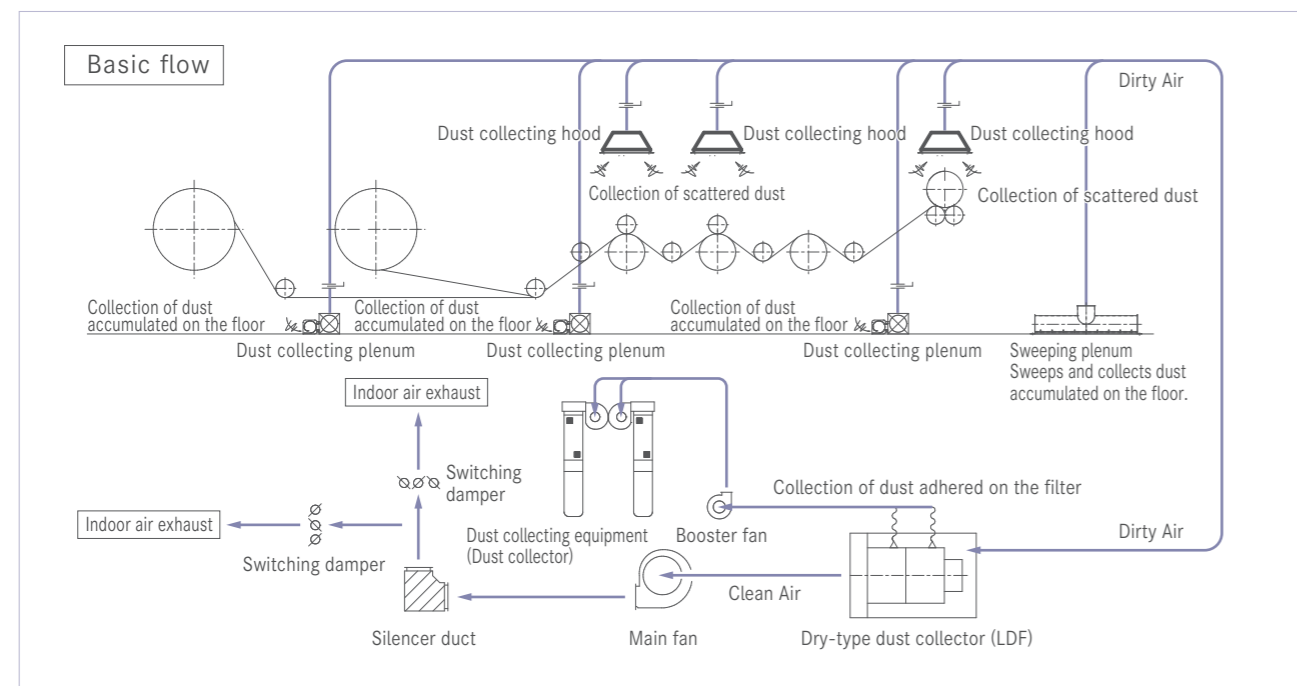 Basic flow
Dirty Air
Dust collecting hood
Dust collecting hood
Dust collecting hood
Collection of scattered dust
Collection of scattered dust
Collection of dust
accumulated on the floor
Collection of dust
accumulated on the floor
Collection of dust
accumulated on the floor
Dust collecting plenum
Dust collecting plenum
Dust collecting plenum
Sweeping plenum
Sweeps and collects dust
accumulated on the floor.
Indoor air exhaust
Switching
damper
Collection of dust adhered on the filter
Indoor air exhaust
Switching damper
Dust collecting equipment
(Dust collector)
Booster fan
Dirty Air
Clean Air
Silencer duct
Main fan
Dry-type dust collector (LDF)